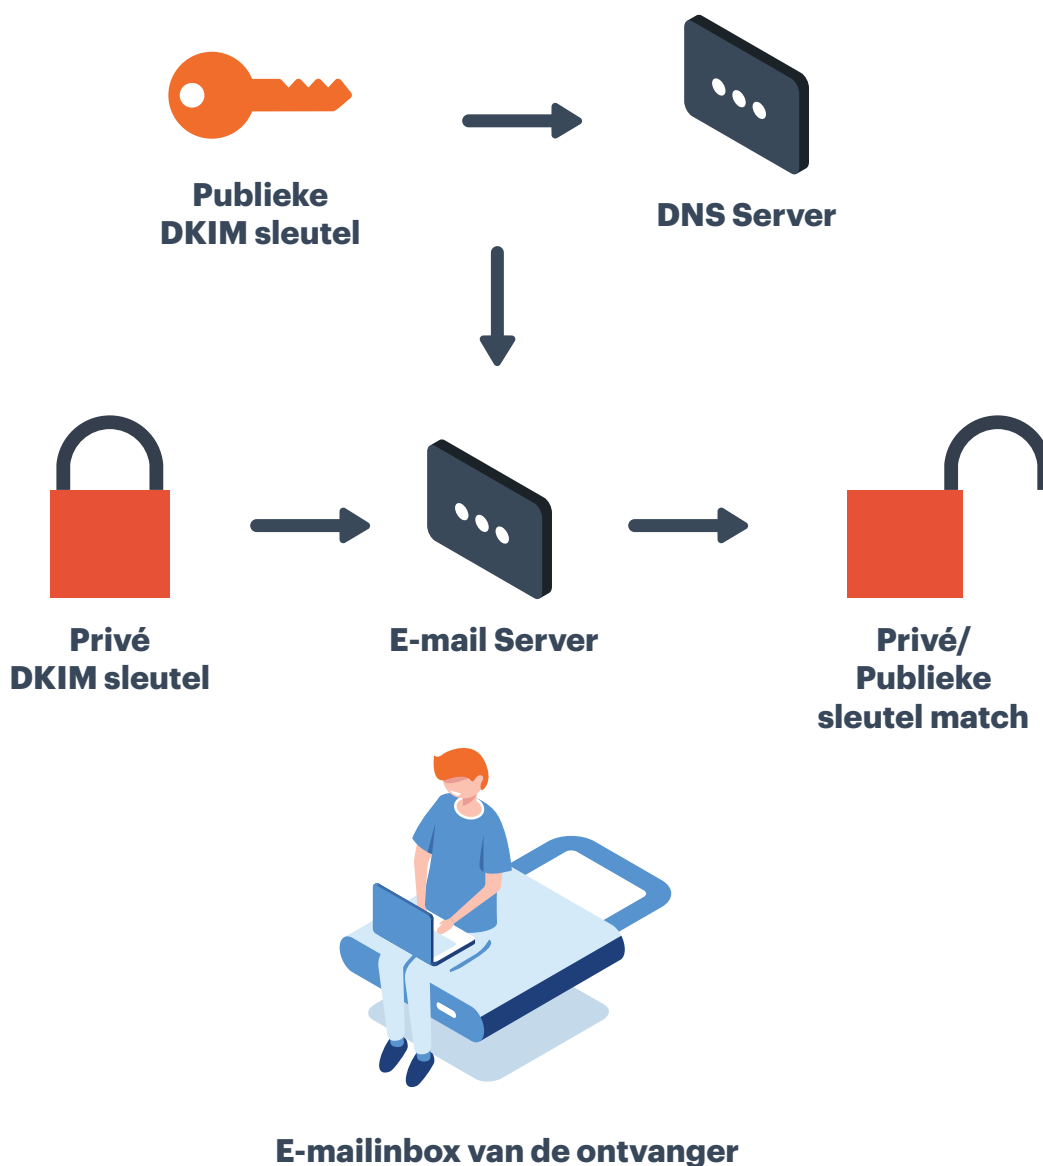 Publieke
DKIM sleutel
DNS Server
Privé
DKIM sleutel
E-mail Server
Privé/
Publieke
sleutel match
E-mailinbox van de ontvanger